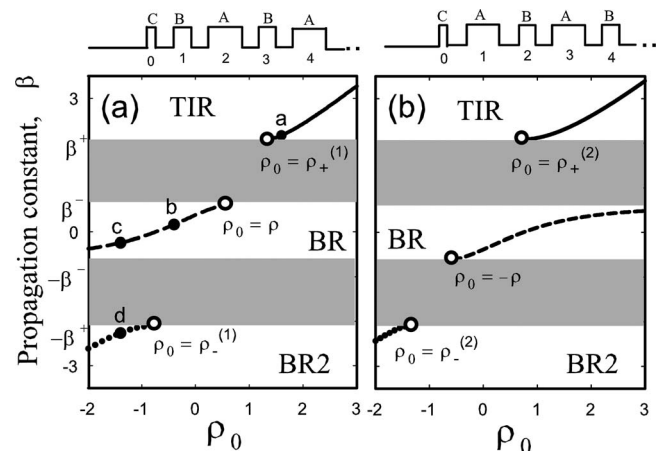 C B A B A
0 1 2 3 4
C A B A B
0 1 2 3 4
Propagation constant, β
3
β⁺
β⁻
0
−β⁻
−β⁺
−3
(a)
TIR
a
ρ₀ = ρ₊⁽¹⁾
b
c
ρ₀ = ρ
BR
d
ρ₀ = ρ₋⁽¹⁾
BR2
-2 -1 0 1 2 3
ρ₀
(b)
TIR
ρ₀ = ρ₊⁽²⁾
BR
ρ₀ = −ρ
ρ₀ = ρ₋⁽²⁾
BR2
-2 -1 0 1 2 3
ρ₀